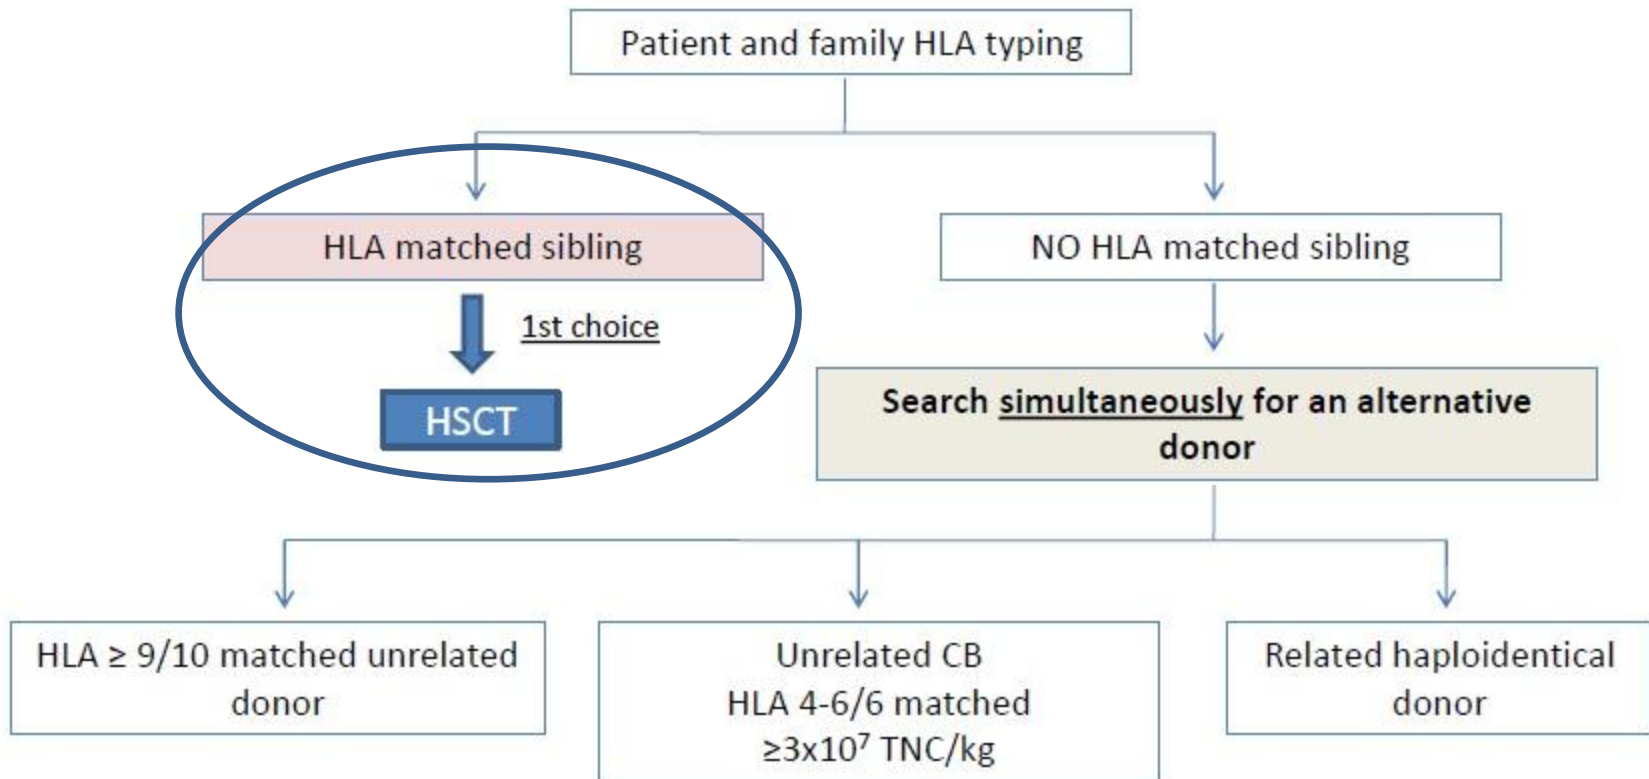 Patient and family HLA typing
HLA matched sibling
NO HLA matched sibling
1st choice
HSCT
Search simultaneously for an alternative
donor
HLA ≥ 9/10 matched unrelated
donor
Unrelated CB
HLA 4-6/6 matched
≥3x10⁷ TNC/kg
Related haploidentical
donor